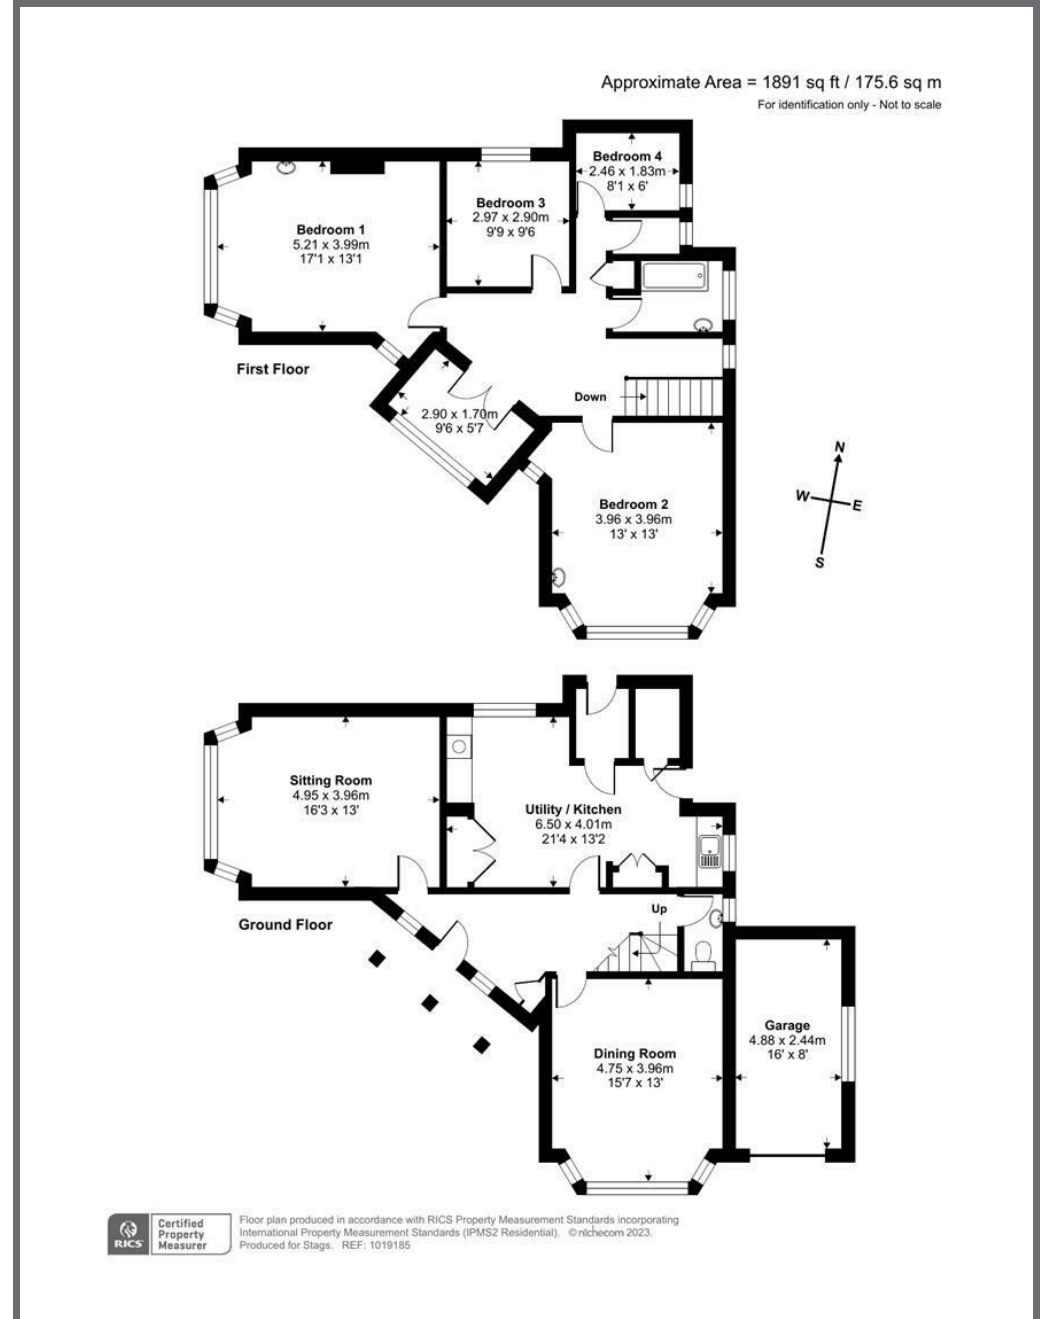 Approximate Area = 1891 sq ft / 175.6 sq m
For identification only - Not to scale
Bedroom 4
2.46 x 1.83m
8'1 x 6'
Bedroom 3
2.97 x 2.90m
9'9 x 9'6
Bedroom 1
5.21 x 3.99m
17'1 x 13'1
First Floor
Down
2.90 x 1.70m
9'6 x 5'7
Bedroom 2
3.96 x 3.96m
13' x 13'
N
W
E
S
Sitting Room
4.95 x 3.96m
16'3 x 13'
Utility / Kitchen
6.50 x 4.01m
21'4 x 13'2
Ground Floor
Up
Garage
4.88 x 2.44m
16' x 8'
Dining Room
4.75 x 3.96m
15'7 x 13'
RICS
Certified
Property
Measurer
Floor plan produced in accordance with RICS Property Measurement Standards incorporating
International Property Measurement Standards (IPMS2 Residential). © nichecom 2023.
Produced for Stags. REF: 1019185